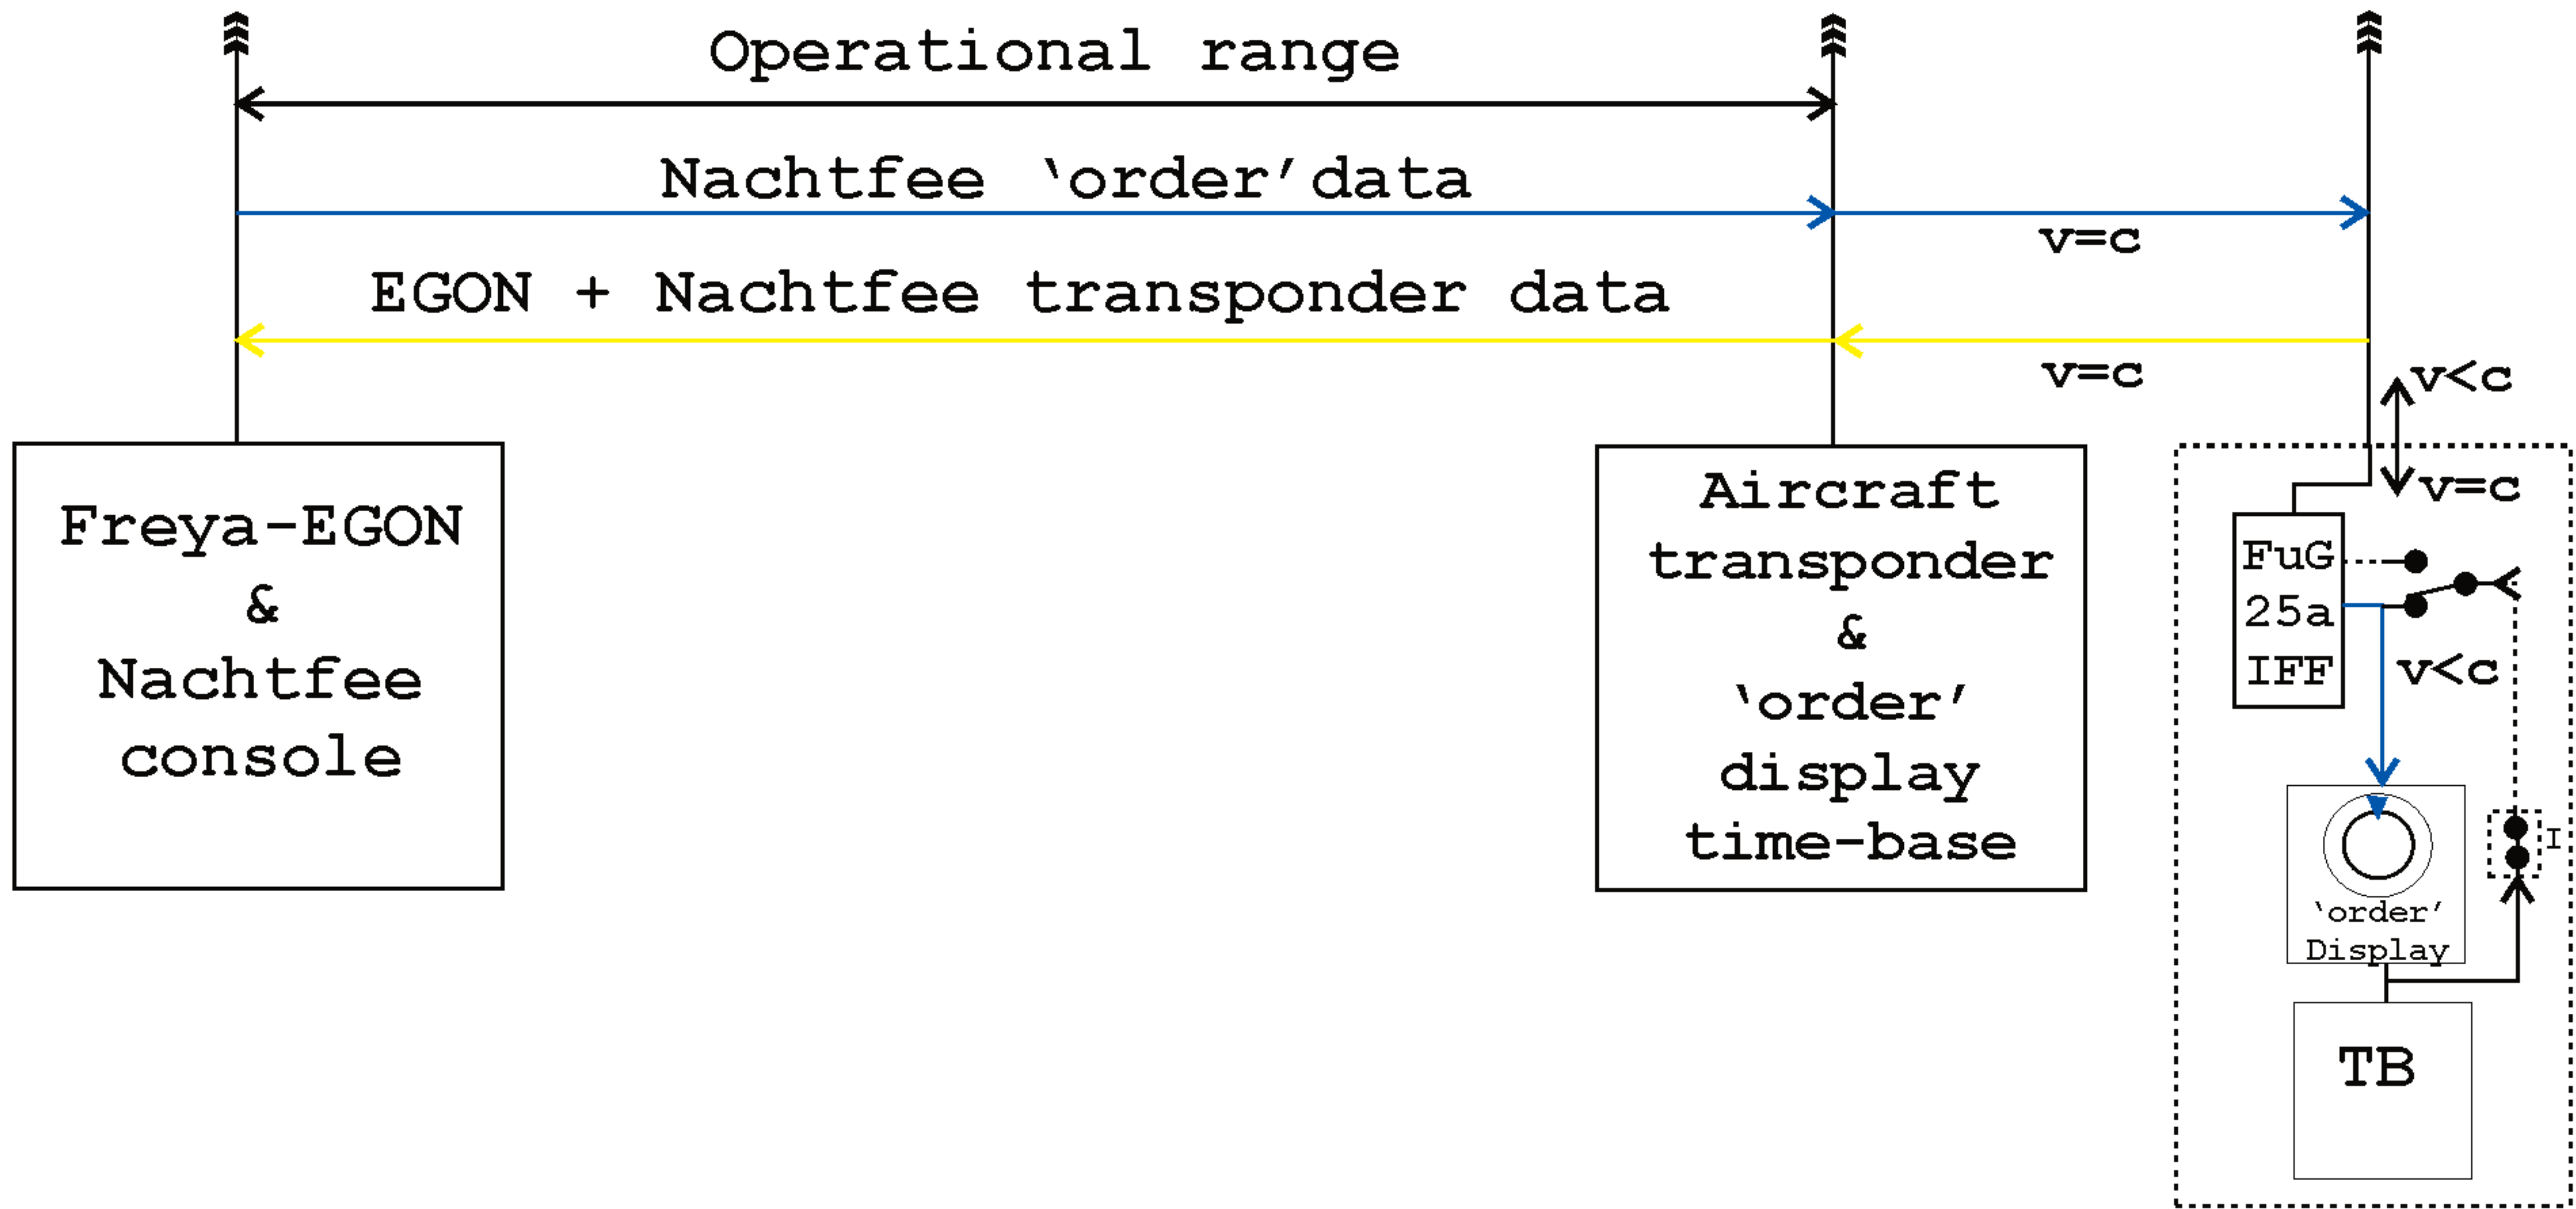 Operational range
Nachtfee ‘order’data
v=c
EGON + Nachtfee transponder data
v=c
v<c
v=c
Freya-EGON
&
Nachtfee
console
Aircraft
transponder
&
‘order’
display
time-base
FuG
25a
IFF
v<c
I
‘order’
Display
TB